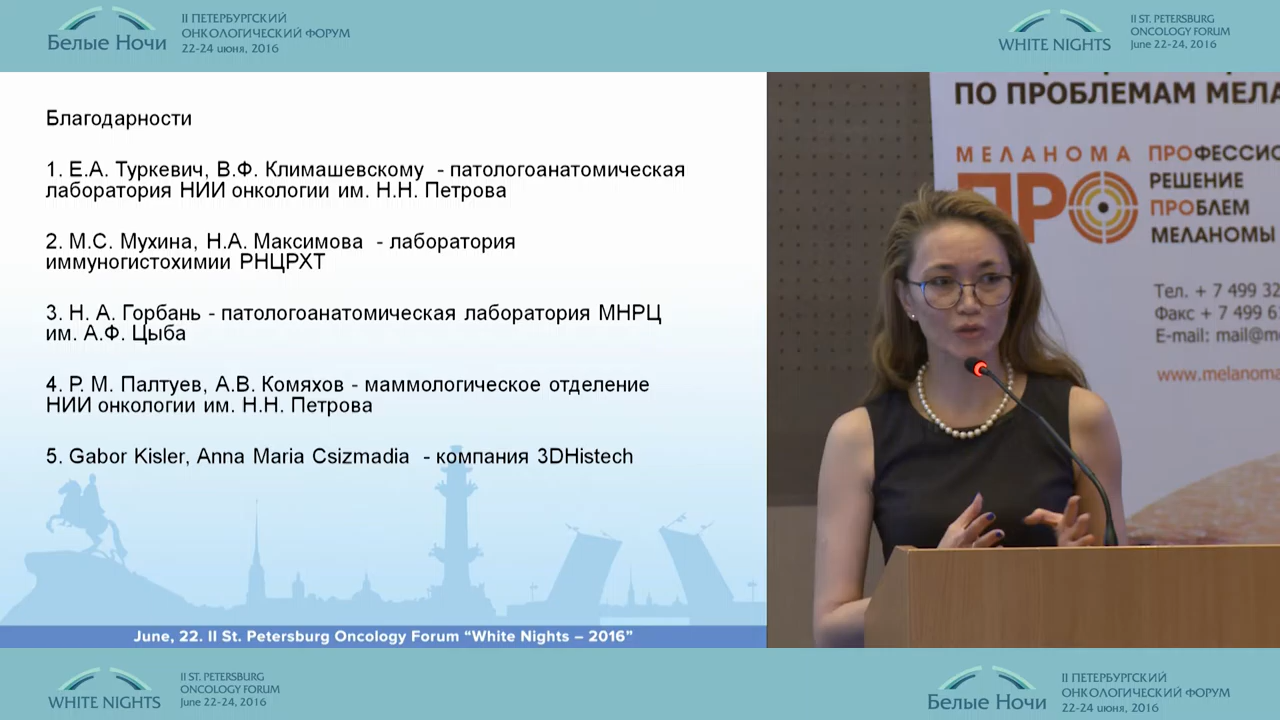 II ПЕТЕРБУРГСКИЙ
ОНКОЛОГИЧЕСКИЙ ФОРУМ
Белые Ночи
22-24 июня, 2016
II ST. PETERSBURG
ONCOLOGY FORUM
WHITE NIGHTS
June 22-24, 2016
Благодарности
1. Е.А. Туркевич, В.Ф. Климашевскому - патологоанатомическая
лаборатория НИИ онкологии им. Н.Н. Петрова
2. М.С. Мухина, Н.А. Максимова - лаборатория
иммуногистохимии РНЦРХТ
3. Н. А. Горбань - патологоанатомическая лаборатория МНРЦ
им. А.Ф. Цыба
4. Р. М. Палтуев, А.В. Комяхов - маммологическое отделение
НИИ онкологии им. Н.Н. Петрова
5. Gabor Kisler, Anna Maria Csizmadia - компания 3DHistech
June, 22. II St. Petersburg Oncology Forum “White Nights – 2016”
ПО ПРОБЛЕМАМ МЕЛА
МЕЛАНОМА ПРОФЕССИО
ПРО
РЕШЕНИЕ
ПРОБЛЕМ
МЕЛАНОМЫ
Тел. + 7 499 32
Факс + 7 499 6
E-mail: mail@m
www.melanoma
II ST. PETERSBURG
ONCOLOGY FORUM
WHITE NIGHTS
June 22-24, 2016
II ПЕТЕРБУРГСКИЙ
ОНКОЛОГИЧЕСКИЙ ФОРУМ
Белые Ночи
22-24 июня, 2016